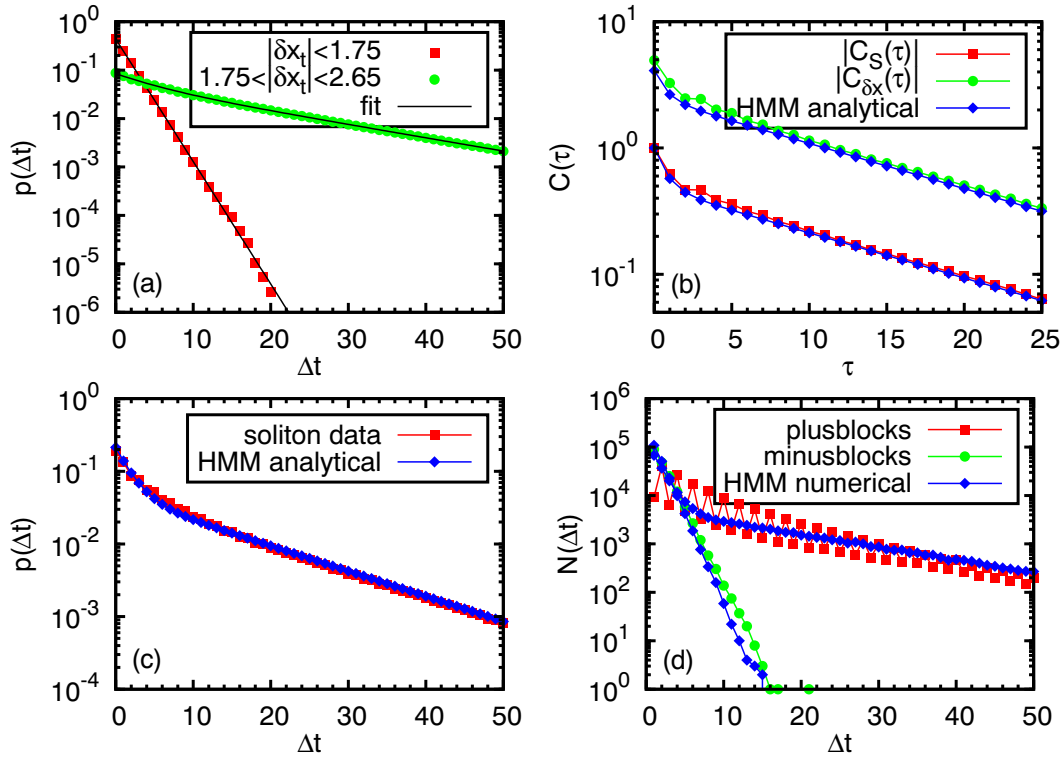 10^0
10^-1
10^-2
10^-3
10^-4
10^-5
10^-6
p(Δt)
|δx_t|<1.75
1.75<|δx_t|<2.65
fit
(a)
0 10 20 30 40 50
Δt
10^1
10^0
10^-1
C(τ)
|C_S(τ)|
|C_δx(τ)|
HMM analytical
(b)
0 5 10 15 20 25
τ
10^0
10^-1
10^-2
10^-3
10^-4
p(Δt)
soliton data
HMM analytical
(c)
0 10 20 30 40 50
Δt
10^6
10^5
10^4
10^3
10^2
10^1
10^0
N(Δt)
plusblocks
minusblocks
HMM numerical
(d)
0 10 20 30 40 50
Δt